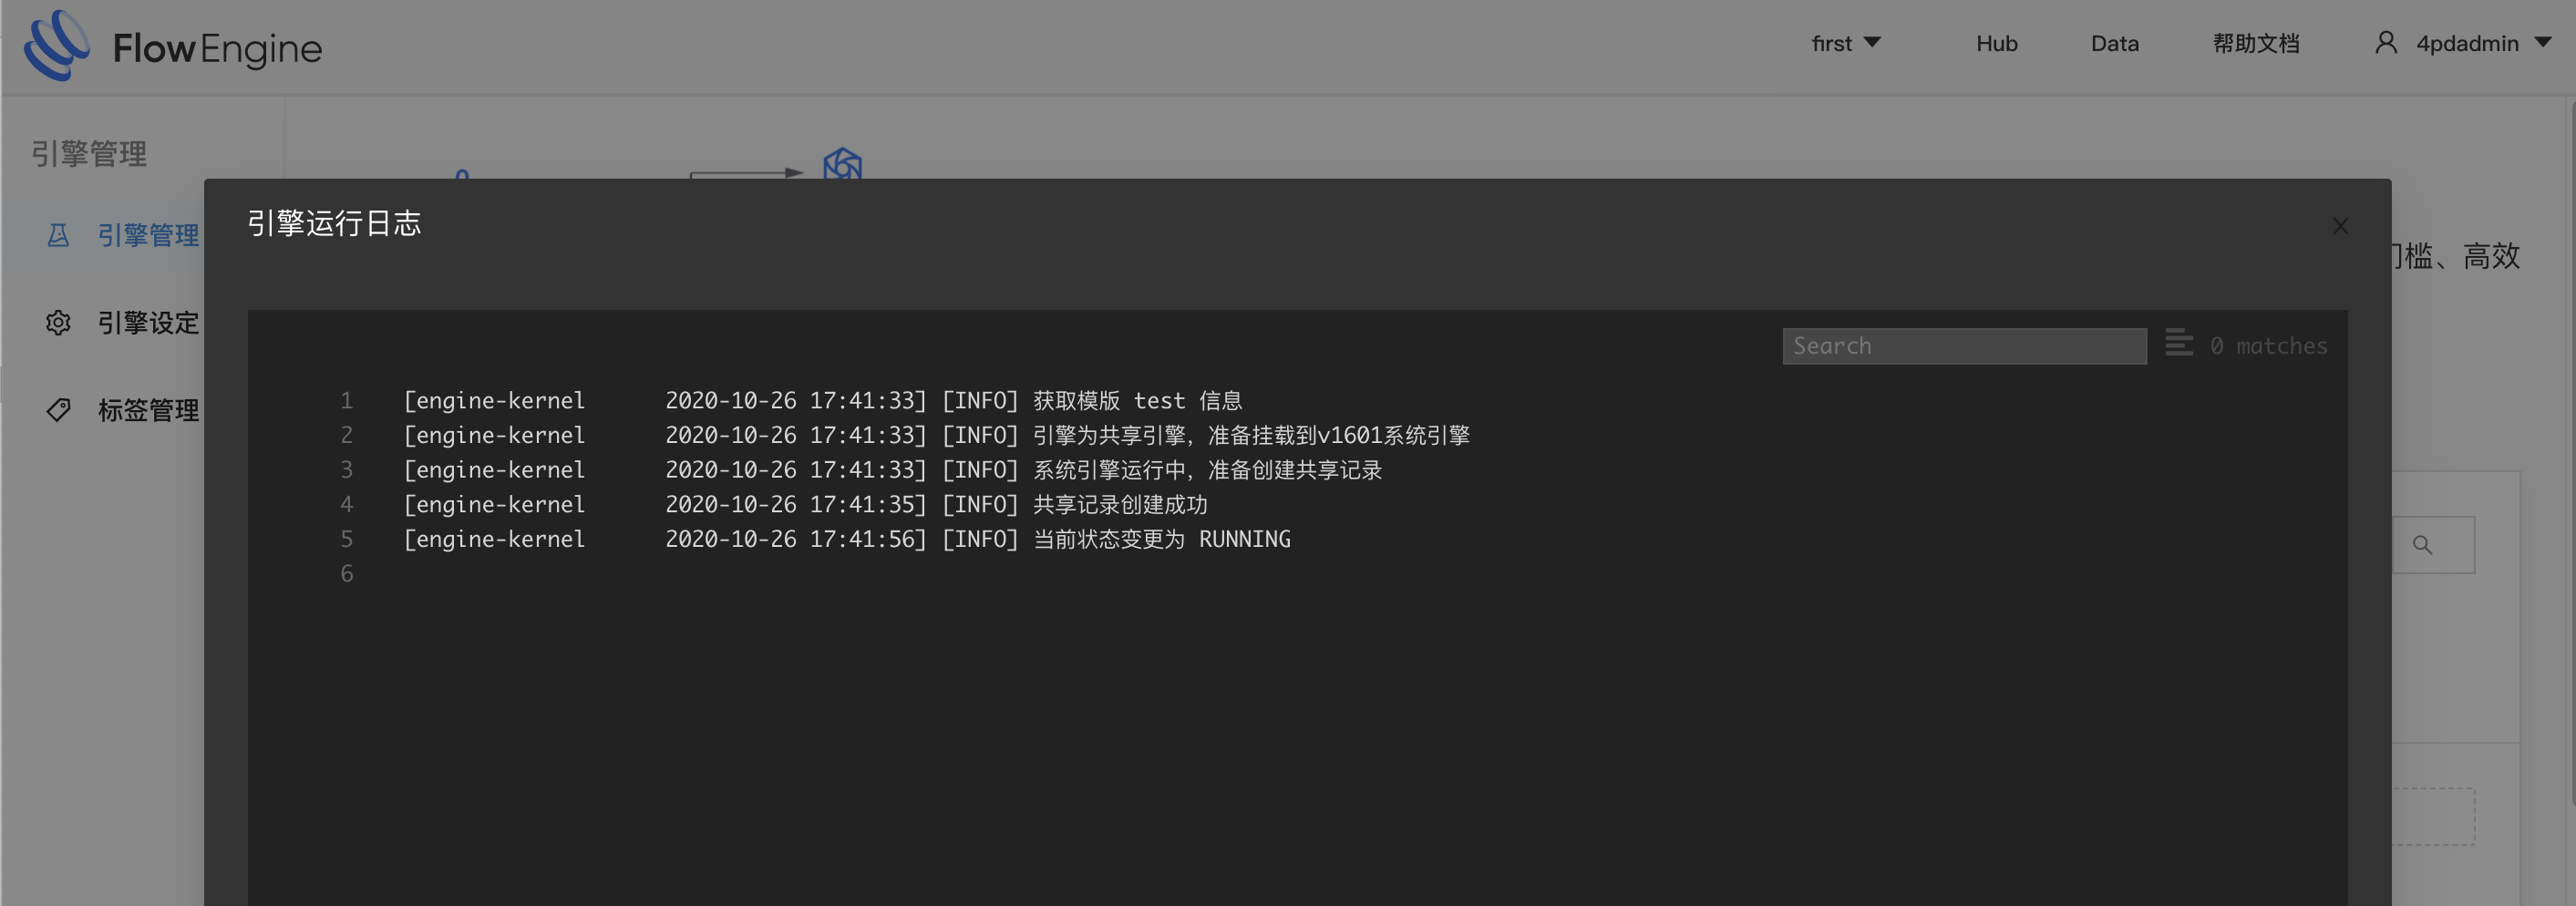 FlowEngine
first
Hub
Data
帮助文档
4pdadmin
引擎管理
引擎管理
引擎设定
标签管理
引擎运行日志
槛、高效
Search
0 matches
1 [engine-kernel 2020-10-26 17:41:33] [INFO] 获取模版 test 信息
2 [engine-kernel 2020-10-26 17:41:33] [INFO] 引擎为共享引擎，准备挂载到v1601系统引擎
3 [engine-kernel 2020-10-26 17:41:33] [INFO] 系统引擎运行中，准备创建共享记录
4 [engine-kernel 2020-10-26 17:41:35] [INFO] 共享记录创建成功
5 [engine-kernel 2020-10-26 17:41:56] [INFO] 当前状态变更为 RUNNING
6